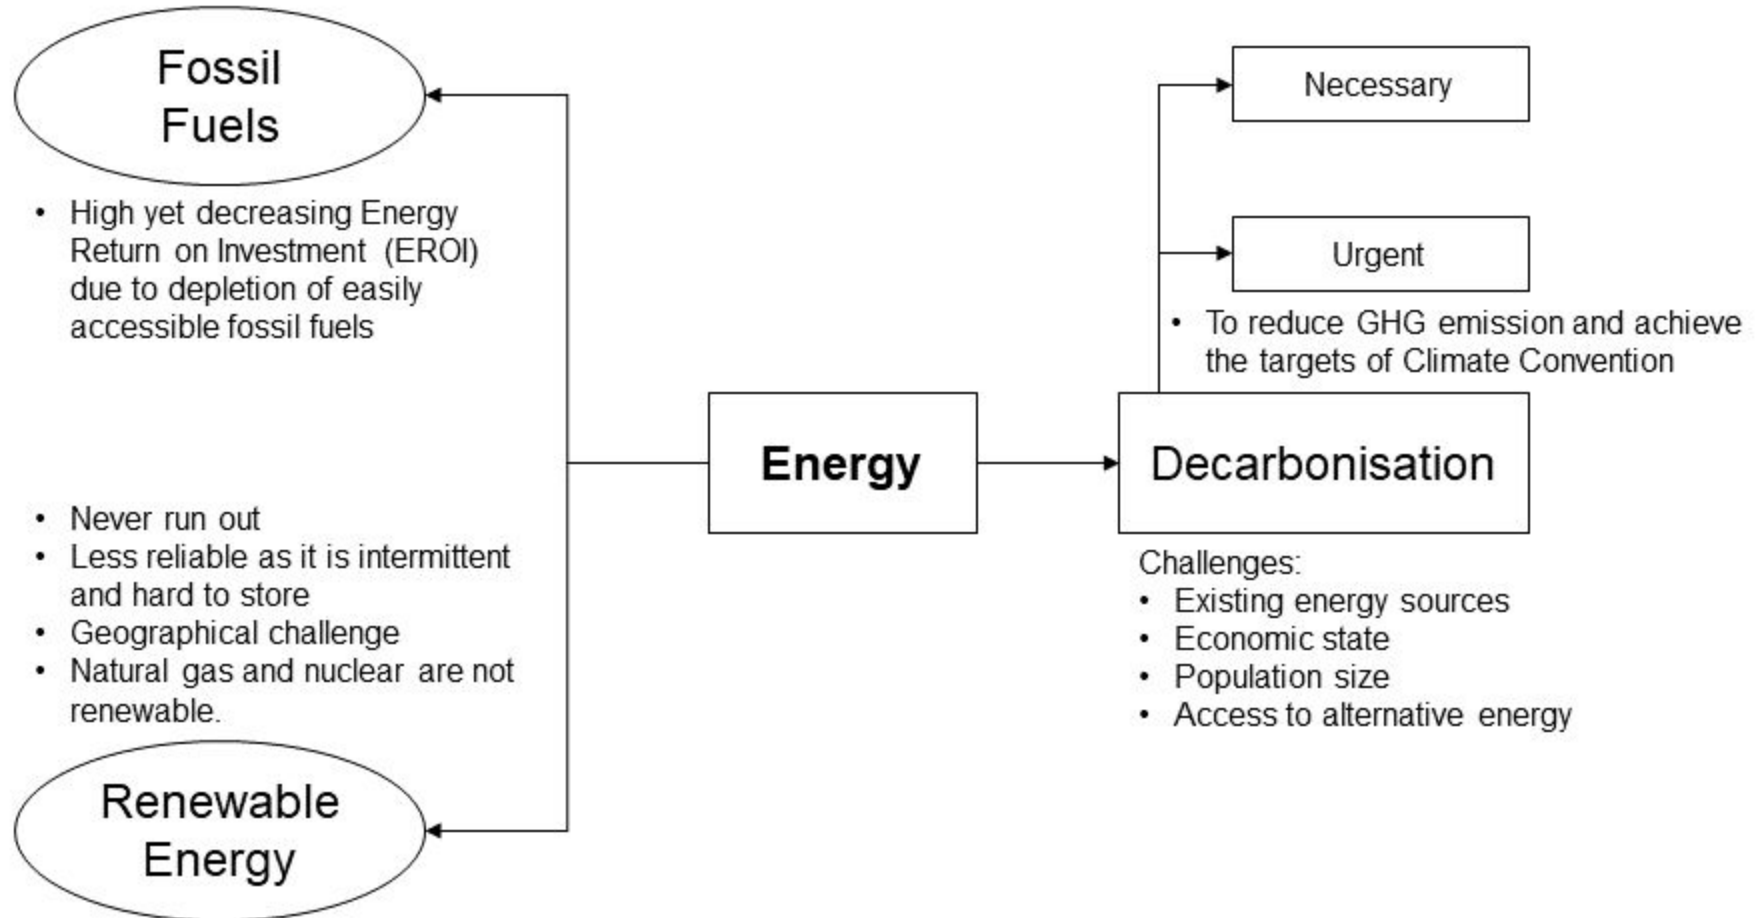 Fossil
Fuels
• High yet decreasing Energy
Return on Investment (EROI)
due to depletion of easily
accessible fossil fuels
• Never run out
• Less reliable as it is intermittent
and hard to store
• Geographical challenge
• Natural gas and nuclear are not
renewable.
Renewable
Energy
Energy
Necessary
Urgent
• To reduce GHG emission and achieve
the targets of Climate Convention
Decarbonisation
Challenges:
• Existing energy sources
• Economic state
• Population size
• Access to alternative energy